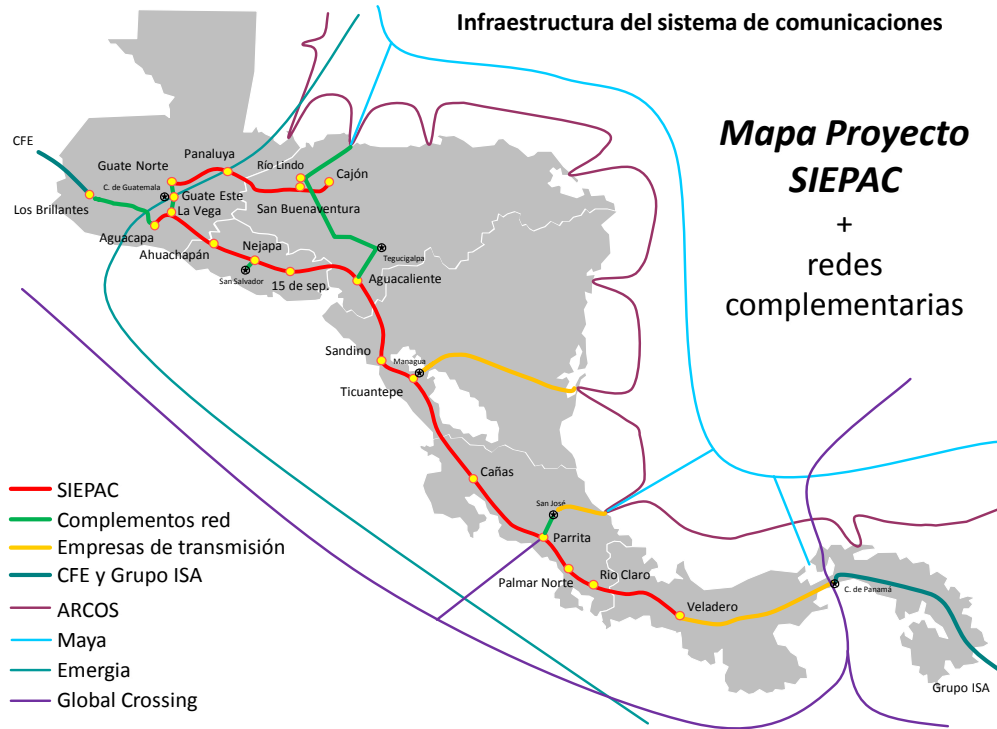 Infraestructura del sistema de comunicaciones
Mapa Proyecto
SIEPAC
+
redes
complementarias
CFE
Guate Norte
Panaluya
Río Lindo
Cajón
C. de Guatemala
Guate Este
Los Brillantes
La Vega
San Buenaventura
Aguacapa
Ahuachapán
Nejapa
Tegucigalpa
San Salvador
15 de sep.
Aguacaliente
Sandino
Managua
Ticuantepe
Cañas
San José
Parrita
Palmar Norte
Rio Claro
Veladero
C. de Panamá
Grupo ISA
SIEPAC
Complementos red
Empresas de transmisión
CFE y Grupo ISA
ARCOS
Maya
Emergia
Global Crossing